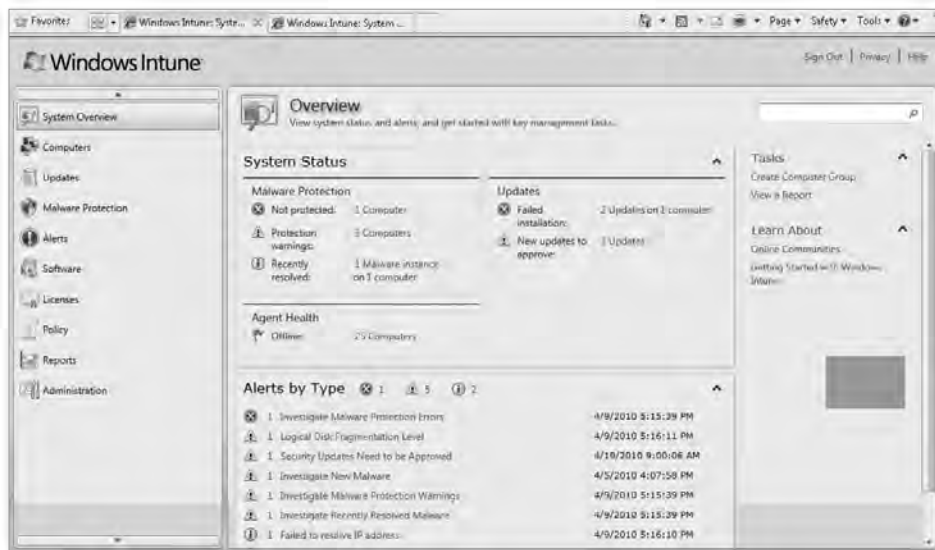 Favorites Windows Intune: Syste... Windows Intune: System ... Page Safety Tools
Windows Intune
Sign Out | Privacy | Help
System Overview
Computers
Updates
Malware Protection
Alerts
Software
Licenses
Policy
Reports
Administration
Overview
View system status and alerts, and get started with key management tasks.
System Status
Malware Protection
Not protected: 1 Computer
Protection warnings: 3 Computers
Recently resolved: 1 Malware instance on 1 computer
Updates
Failed installation: 2 Updates on 1 computer
New updates to approve: Updates
Agent Health
Offline: 25 Computers
Alerts by Type 1 5 2
1 Investigate Malware Protection Errors 4/9/2010 5:15:39 PM
1 Logical Disk Fragmentation Level 4/9/2010 5:16:11 PM
1 Security Updates Need to be Approved 4/10/2010 9:00:06 AM
1 Investigate New Malware 4/5/2010 4:07:58 PM
1 Investigate Malware Protection Warnings 4/9/2010 5:15:39 PM
1 Investigate Recently Resolved Malware 4/9/2010 5:15:39 PM
1 Failed to resolve IP address 4/9/2010 5:16:10 PM
Tasks
Create Computer Group
View a Report
Learn About
Online Communities
Getting Started with Windows Intune